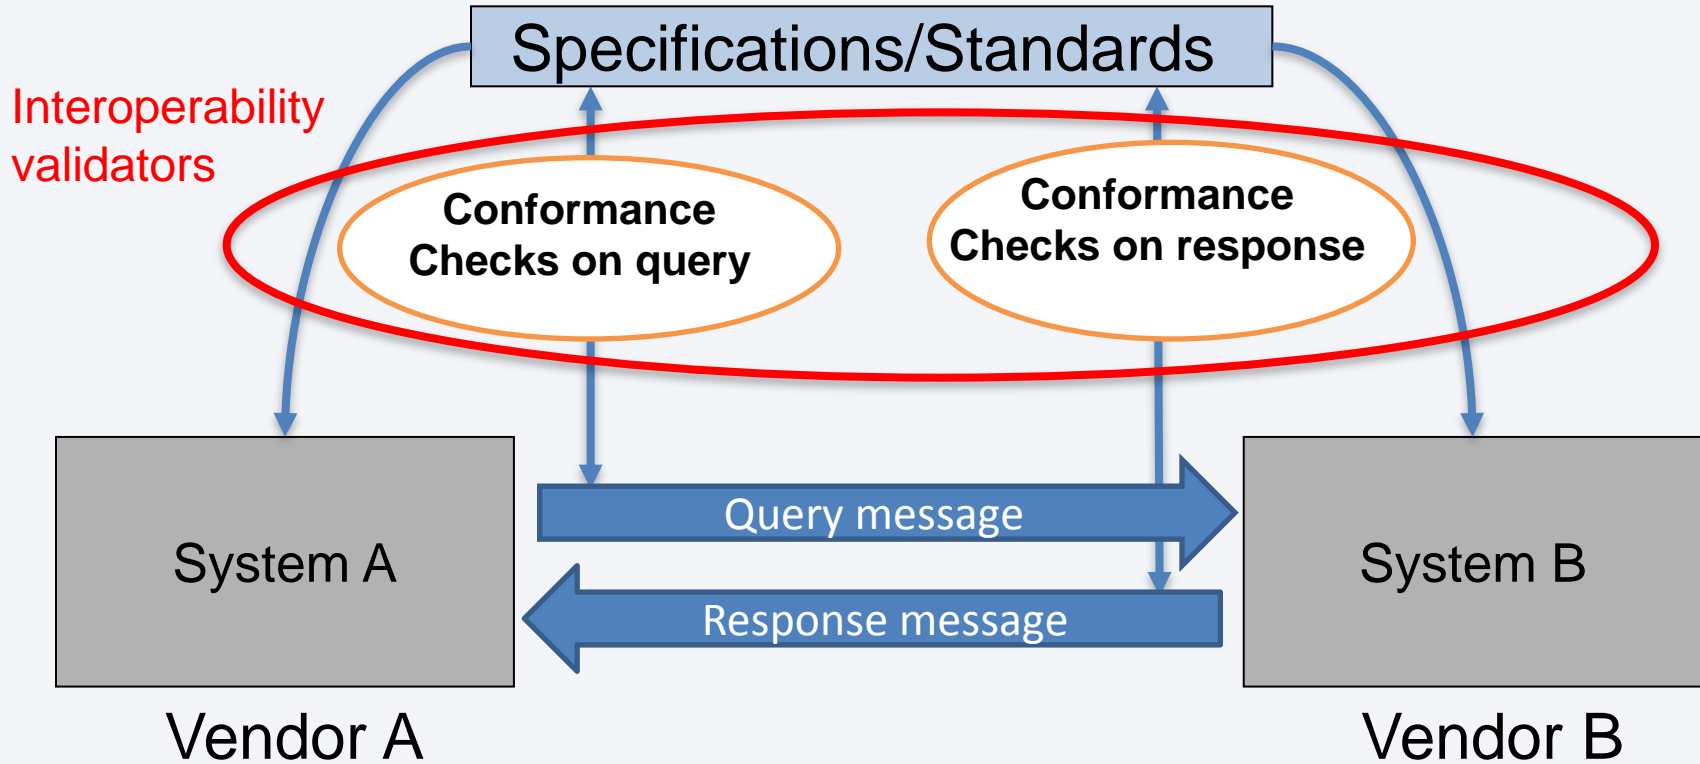 Specifications/Standards
Interoperability
validators
Conformance
Checks on query
Conformance
Checks on response
Query message
System A
System B
Response message
Vendor A
Vendor B